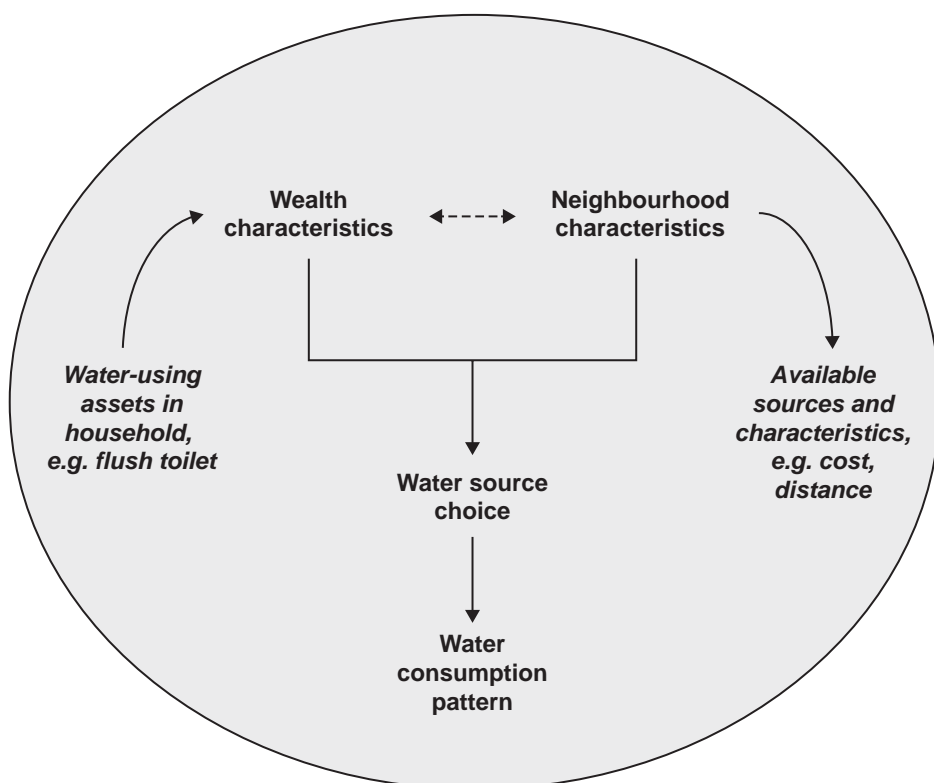 Wealth
characteristics
Neighbourhood
characteristics
Water-using
assets in
household,
e.g. flush toilet
Available
sources and
characteristics,
e.g. cost,
distance
Water source
choice
Water
consumption
pattern